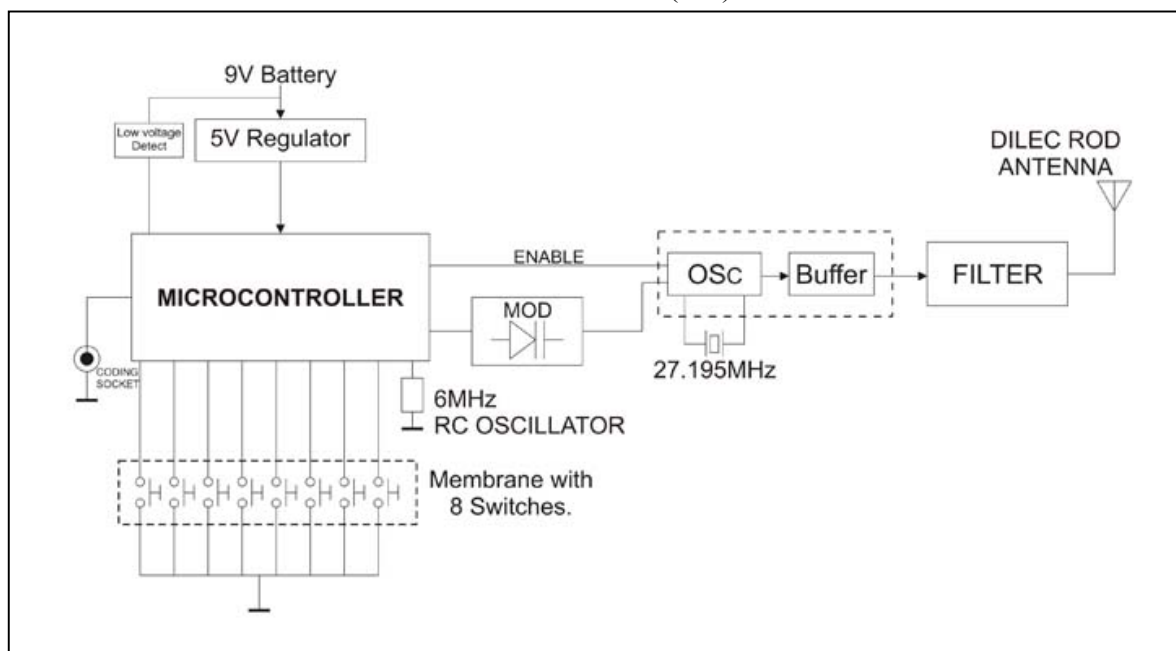 9V Battery
Low voltage
Detect
5V Regulator
DILEC ROD
ANTENNA
MICROCONTROLLER
ENABLE
OSc
Buffer
FILTER
MOD
CODING
SOCKET
27.195MHz
6MHz
RC OSCILLATOR
Membrane with
8 Switches.